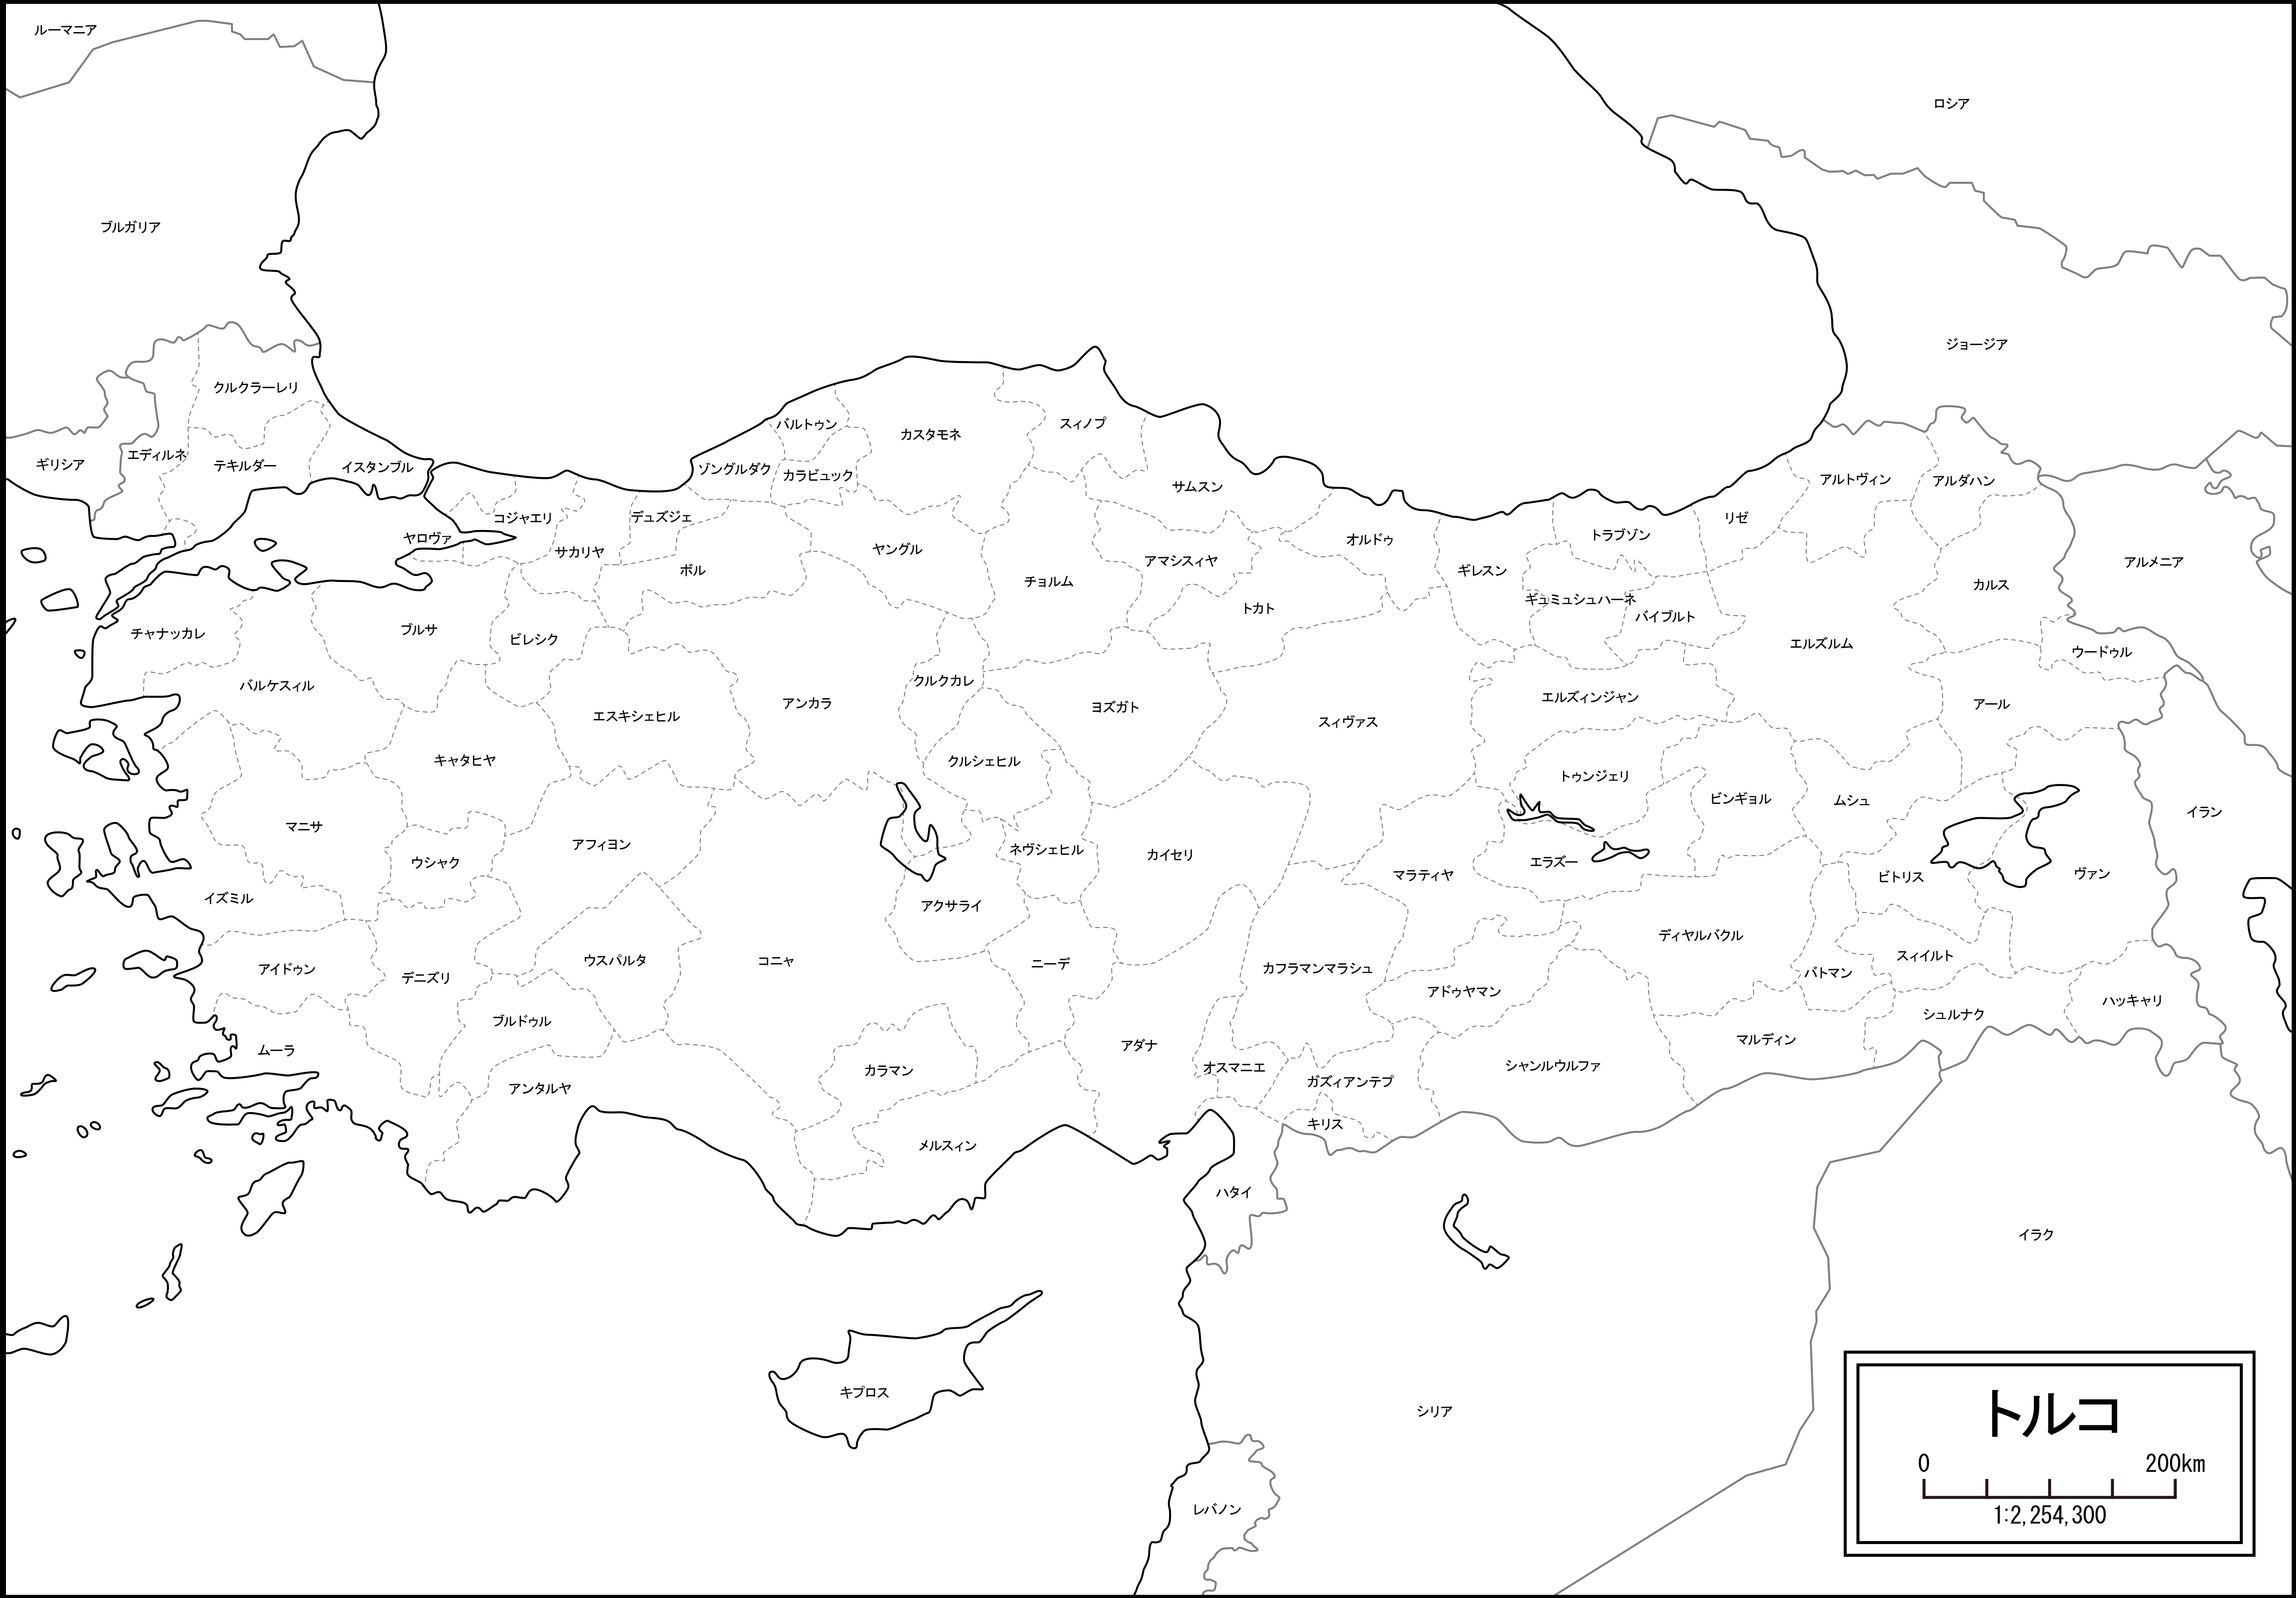 ルーマニア
ロシア
ブルガリア
ジョージア
クルクラーレリ
バルトゥン
スィノプ
カスタモネ
ギリシア
エディルネ
テキルダー
イスタンブル
ゾングルダク
カラビュック
サムスン
アルトヴィン
アルダハン
コジャエリ
デュズジェ
リゼ
ヤロヴァ
サカリヤ
ヤングル
オルドゥ
トラブゾン
アマシスィヤ
アルメニア
ボル
チョルム
ギレスン
カルス
ギュミュシュハーネ
トカト
バイブルト
チャナッカレ
ブルサ
ビレシク
エルズルム
ウードゥル
バルケスィル
クルクカレ
エルズィンジャン
アンカラ
ヨズガト
アール
エスキシェヒル
スィヴァス
キャタヒヤ
クルシェヒル
トゥンジェリ
ビンギョル
ムシュ
イラン
マニサ
アフィヨン
ネヴシェヒル
カイセリ
ウシャク
エラズー
マラティヤ
ビトリス
ヴァン
イズミル
アクサライ
ディヤルバクル
スィイルト
ウスパルタ
コニャ
ニーデ
アイドゥン
カフラマンマラシュ
デニズリ
バトマン
アドゥヤマン
ハッキャリ
ブルドゥル
シュルナク
マルディン
ムーラ
アダナ
カラマン
オスマニエ
シャンルウルファ
ガズィアンテプ
アンタルヤ
キリス
メルスィン
ハタイ
イラク
キプロス
シリア
レバノン
トルコ
0 200km
1:2,254,300